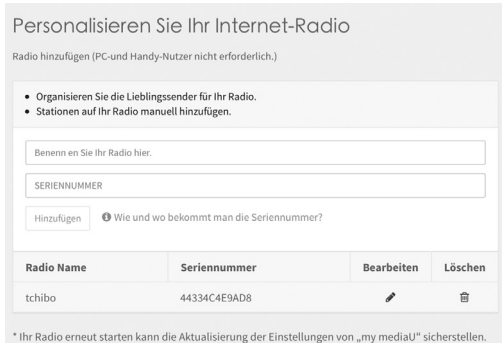 Personalisieren Sie Ihr Internet-Radio
Radio hinzufügen (PC-und Handy-Nutzer nicht erforderlich.)
• Organisieren Sie die Lieblingssender für Ihr Radio.
• Stationen auf Ihr Radio manuell hinzufügen.
Benenn en Sie Ihr Radio hier.
SERIENNUMMER
Hinzufügen Wie und wo bekommt man die Seriennummer?
Radio Name Seriennummer Bearbeiten Löschen
tchibo 44334C4E9AD8
* Ihr Radio erneut starten kann die Aktualisierung der Einstellungen von „my mediaU" sicherstellen.